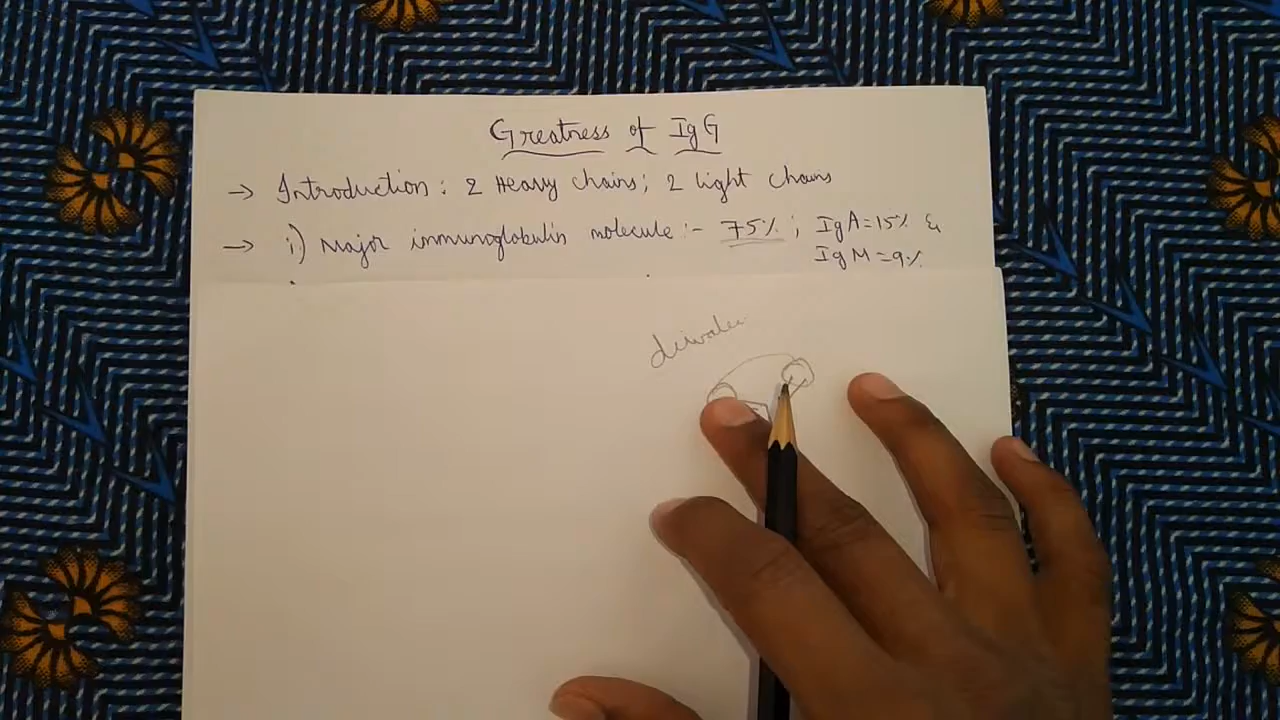 Greatness of IgG
→ Introduction : 2 Heavy chains; 2 light chains
→ i) Major immunoglobulin molecule :- 75% ; IgA = 15% &
IgM = 9%